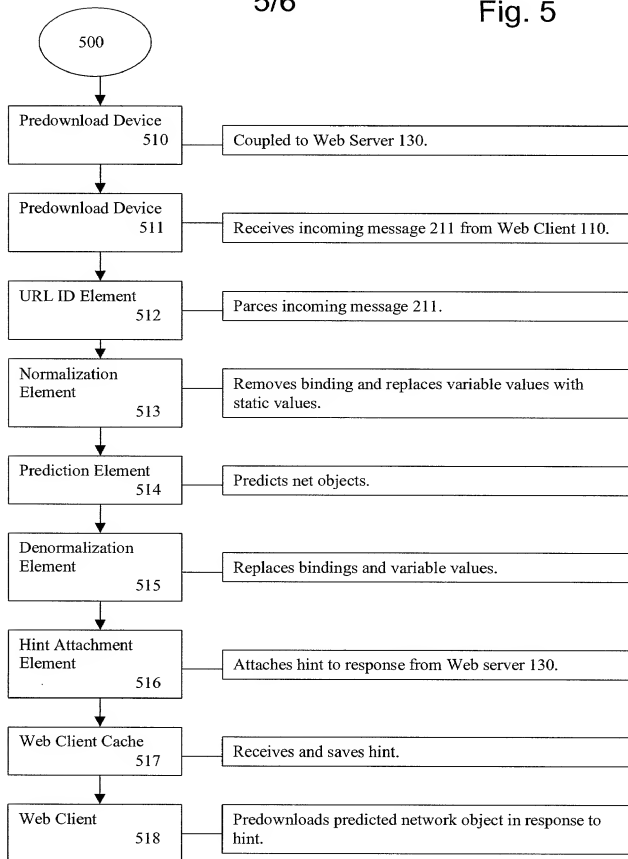 5/6
Fig. 5
500
Predownload Device
510
Coupled to Web Server 130.
Predownload Device
511
Receives incoming message 211 from Web Client 110.
URL ID Element
512
Parces incoming message 211.
Normalization
Element
513
Removes binding and replaces variable values with
static values.
Prediction Element
514
Predicts net objects.
Denormalization
Element
515
Replaces bindings and variable values.
Hint Attachment
Element
516
Attaches hint to response from Web server 130.
Web Client Cache
517
Receives and saves hint.
Web Client
518
Predownloads predicted network object in response to
hint.